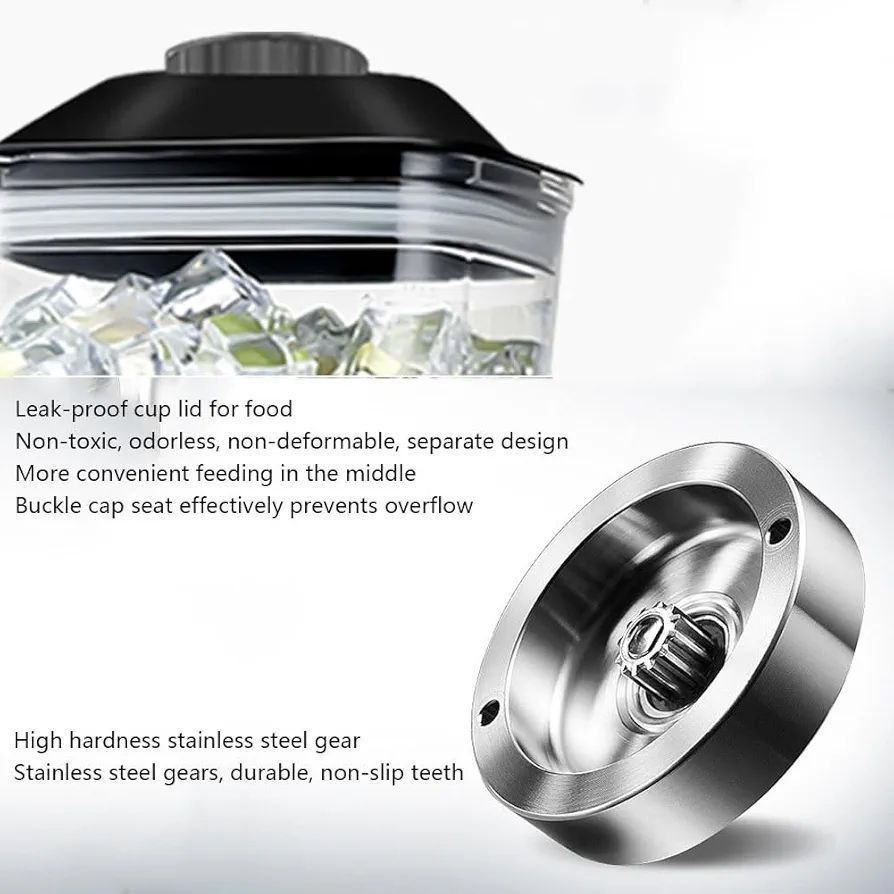 Leak-proof cup lid for food
Non-toxic, odorless, non-deformable, separate design
More convenient feeding in the middle
Buckle cap seat effectively prevents overflow
High hardness stainless steel gear
Stainless steel gears, durable, non-slip teeth